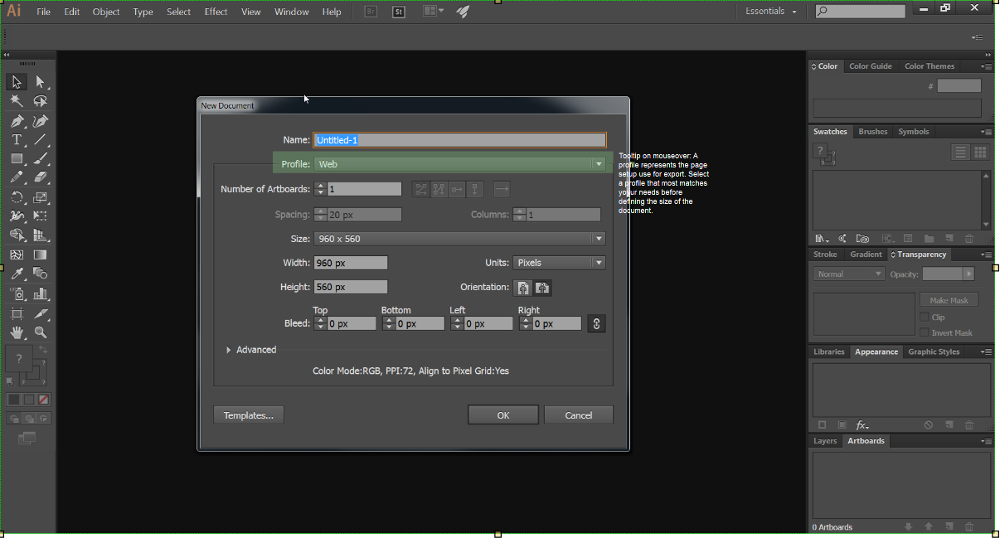 Ai File Edit Object Type Select Effect View Window Help Br St Essentials
New Document
Name: Untitled-1
Profile: Web
Number of Artboards: 1
Spacing: 20 px Columns: 1
Size: 960 x 560
Width: 960 px Units: Pixels
Height: 560 px Orientation:
Top Bottom Left Right
Bleed: 0 px 0 px 0 px 0 px
Advanced
Color Mode:RGB, PPI:72, Align to Pixel Grid:Yes
Templates... OK Cancel
Tooltip on mouseover: A
profile represents the page
setup use for export. Select
a profile that most matches
your needs before
defining the size of the
document.
Color Color Guide Color Themes
#
Swatches Brushes Symbols
?
?
Stroke Gradient Transparency
Normal Opacity:
Make Mask
Clip
Invert Mask
Libraries Appearance Graphic Styles
fx
Layers Artboards
0 Artboards
T
?
?
? ?